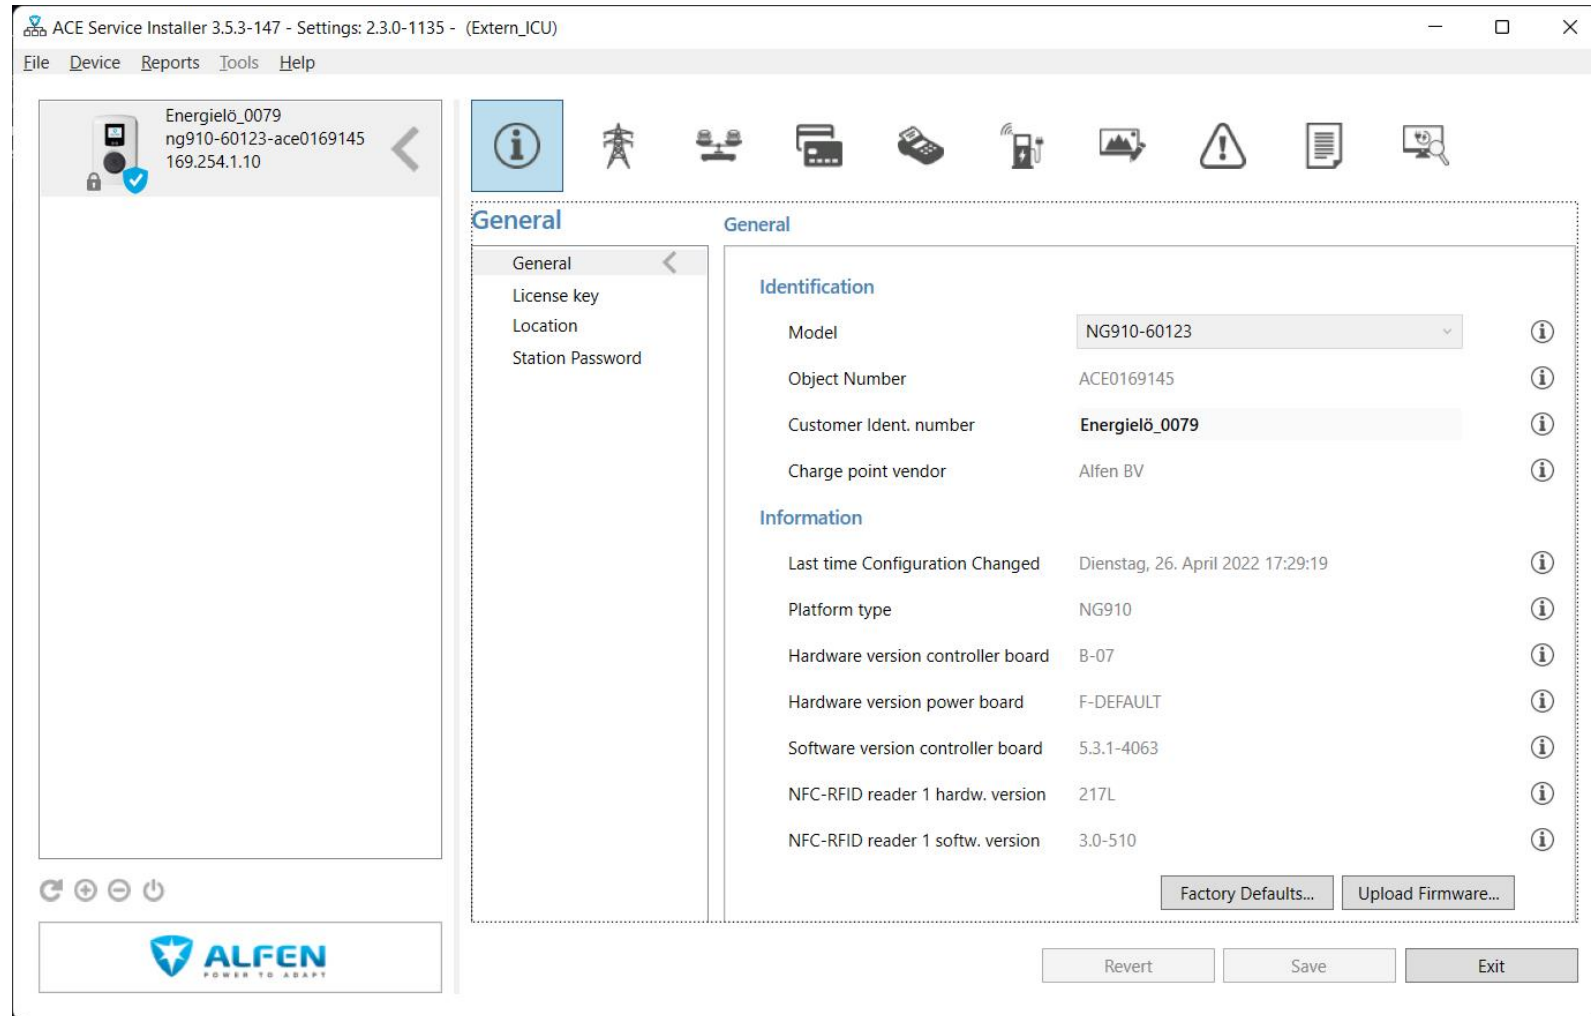 ACE Service Installer 3.5.3-147 - Settings: 2.3.0-1135 - (Extern_ICU)
File Device Reports Tools Help
Energielö_0079
ng910-60123-ace0169145
169.254.1.10
General
General
License key
Location
Station Password
General
Identification
Model NG910-60123
Object Number ACE0169145
Customer Ident. number Energielö_0079
Charge point vendor Alfen BV
Information
Last time Configuration Changed Dienstag, 26. April 2022 17:29:19
Platform type NG910
Hardware version controller board B-07
Hardware version power board F-DEFAULT
Software version controller board 5.3.1-4063
NFC-RFID reader 1 hardw. version 217L
NFC-RFID reader 1 softw. version 3.0-510
Factory Defaults... Upload Firmware...
ALFEN
POWER TO ADAPT
Revert Save Exit